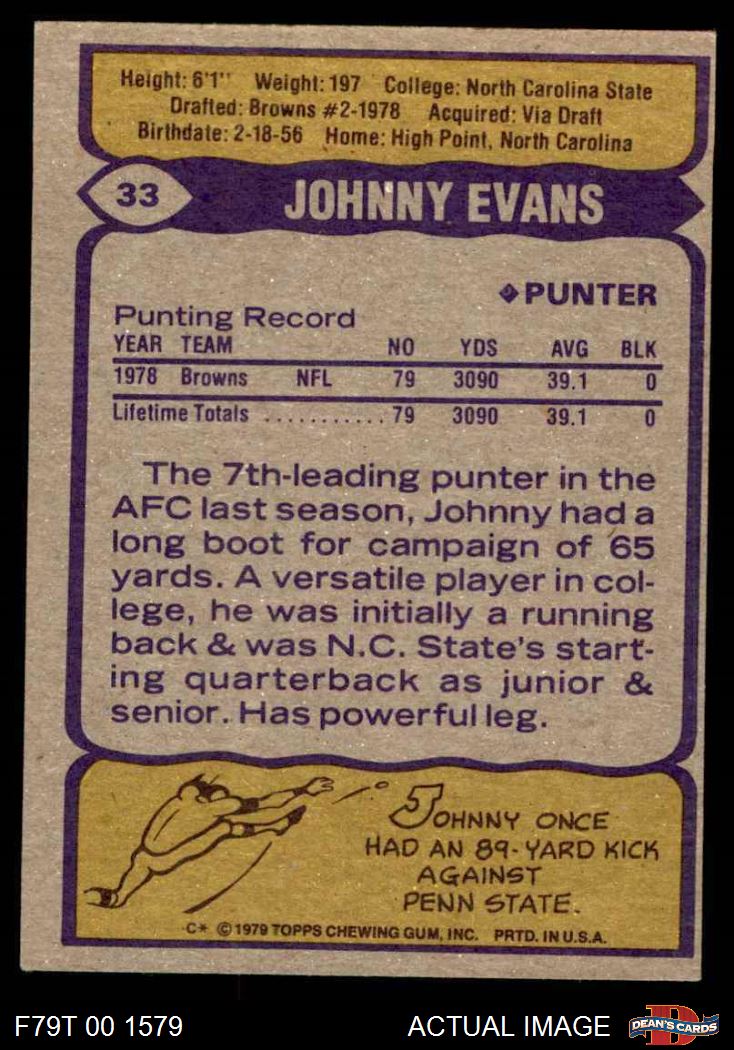 Height: 6'1" Weight: 197 College: North Carolina State
Drafted: Browns #2-1978 Acquired: Via Draft
Birthdate: 2-18-56 Home: High Point, North Carolina
33 JOHNNY EVANS
PUNTER
Punting Record
YEAR TEAM NO YDS AVG BLK
1978 Browns NFL 79 3090 39.1 0
Lifetime Totals ........... 79 3090 39.1 0
The 7th-leading punter in the
AFC last season, Johnny had a
long boot for campaign of 65
yards. A versatile player in col-
lege, he was initially a running
back & was N.C. State's start-
ing quarterback as junior &
senior. Has powerful leg.
JOHNNY ONCE
HAD AN 89-YARD KICK
AGAINST
PENN STATE.
C* © 1979 TOPPS CHEWING GUM, INC. PRTD. IN U.S.A.
F79T 00 1579 ACTUAL IMAGE D DEAN'S CARDS